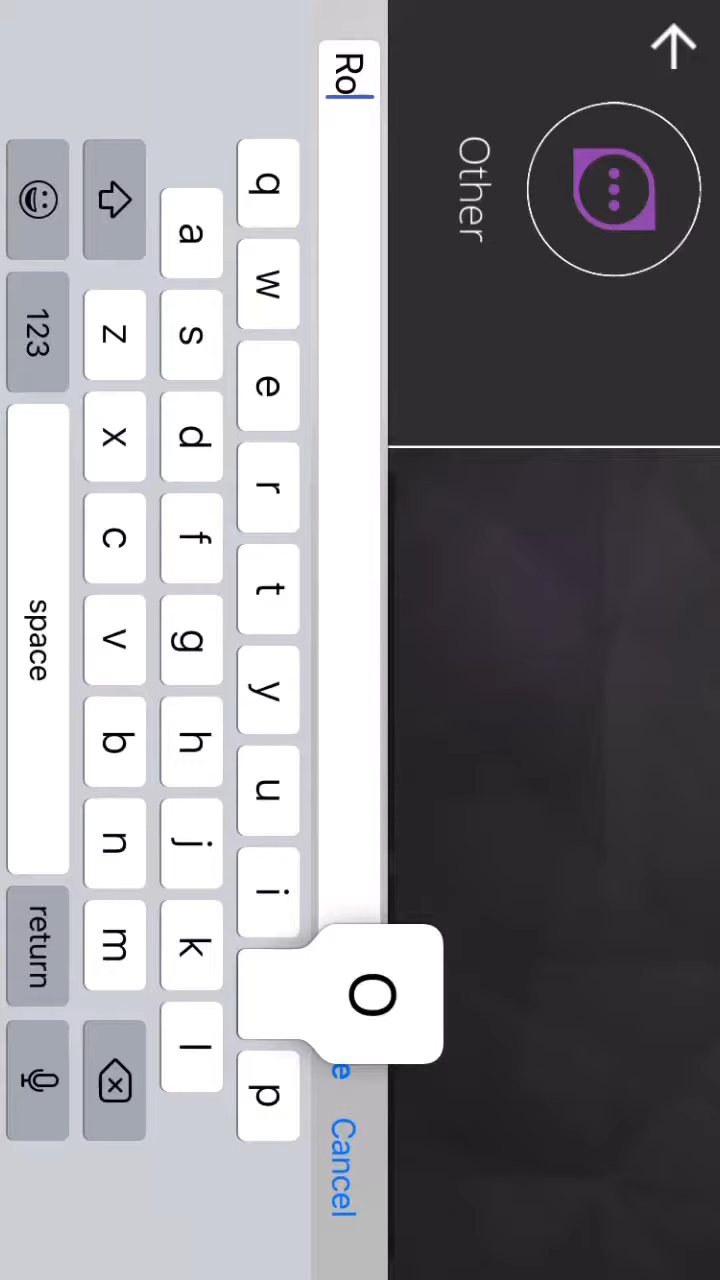 Other
Ro
e Cancel
q w e r t y u i o p
a s d f g h j k l
z x c v b n m
123 space return